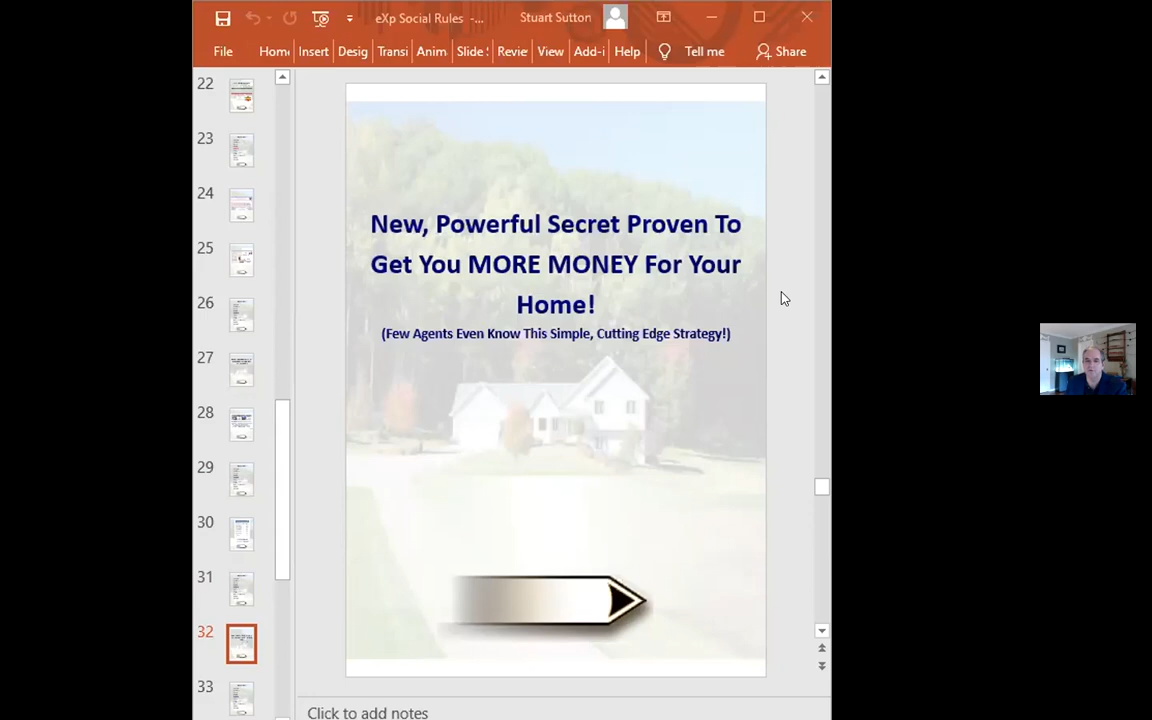 eXp Social Rules -...
Stuart Sutton
File
Home
Insert
Desig
Transi
Anim
Slide
Revie
View
Add-i
Help
Tell me
Share
22
23
24
25
26
27
28
29
30
31
32
33
New, Powerful Secret Proven To
Get You MORE MONEY For Your
Home!
(Few Agents Even Know This Simple, Cutting Edge Strategy!)
Click to add notes